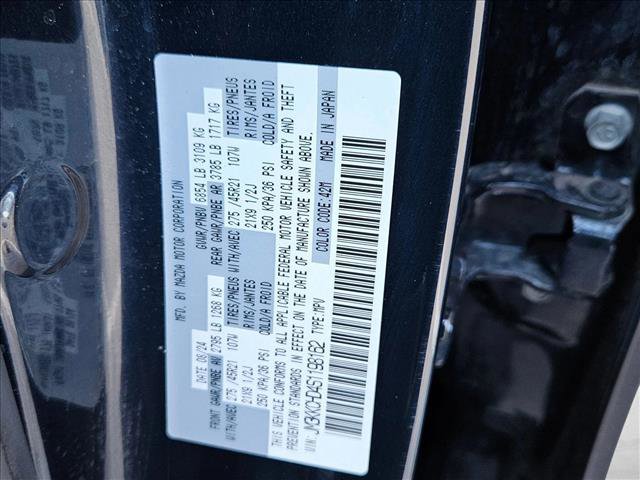 MFD. BY MAZDA MOTOR CORPORATION
DATE 08/24 GVWR/PNBV 6854 LB 3109 KG
FRONT GAWR/PNBE AV 2795 LB 1268 KG REAR GAWR/PNBE AR 3785 LB 1717 KG
WITH/AVEC 275 /45R21 107W TIRES/PNEUS WITH/AVEC 275 /45R21 107W TIRES/PNEUS
21X9 1/2J RIMS/JANTES 21X9 1/2J RIMS/JANTES
250 KPA/36 PSI COLD/A FROID 250 KPA/36 PSI COLD/A FROID
THIS VEHICLE CONFORMS TO ALL APPLICABLE FEDERAL MOTOR VEHICLE SAFETY AND THEFT
PREVENTION STANDARDS IN EFFECT ON THE DATE OF MANUFACTURE SHOWN ABOVE.
VIN: TYPE:MPV COLOR CODE:42M MADE IN JAPAN